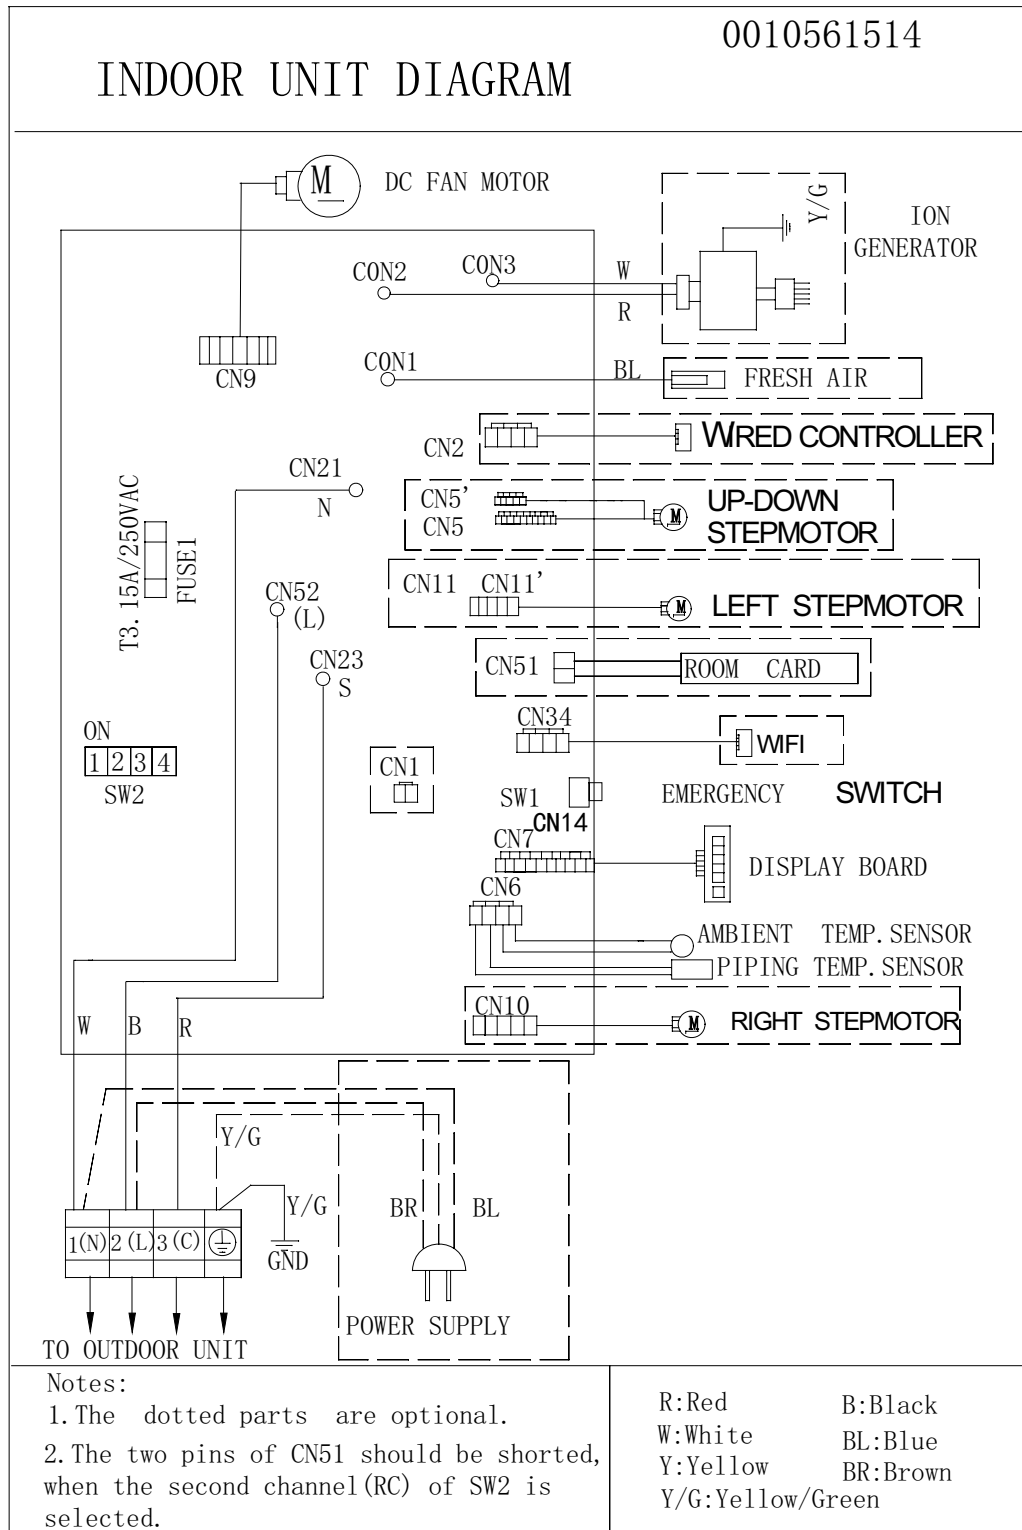 0010561514
INDOOR UNIT DIAGRAM
M DC FAN MOTOR
Y/G
ION
GENERATOR
CON2
CON3
W
R
CN9
CON1
BL
FRESH AIR
CN2
WIRED CONTROLLER
CN21
N
CN5'
CN5
M
UP-DOWN
STEPMOTOR
T3.15A/250VAC
FUSE1
CN11 CN11'
M
LEFT STEPMOTOR
CN52
(L)
CN23
S
CN51
ROOM CARD
CN34
WIFI
ON
1 2 3 4
SW2
CN1
SW1
EMERGENCY SWITCH
CN14
CN7
DISPLAY BOARD
CN6
AMBIENT TEMP.SENSOR
PIPING TEMP.SENSOR
CN10
M
RIGHT STEPMOTOR
W B R
Y/G
Y/G
BR
BL
1(N) 2(L) 3(C)
GND
POWER SUPPLY
TO OUTDOOR UNIT
Notes:
1.The dotted parts are optional.
2.The two pins of CN51 should be shorted,
when the second channel(RC) of SW2 is
selected.
R:Red B:Black
W:White BL:Blue
Y:Yellow BR:Brown
Y/G:Yellow/Green